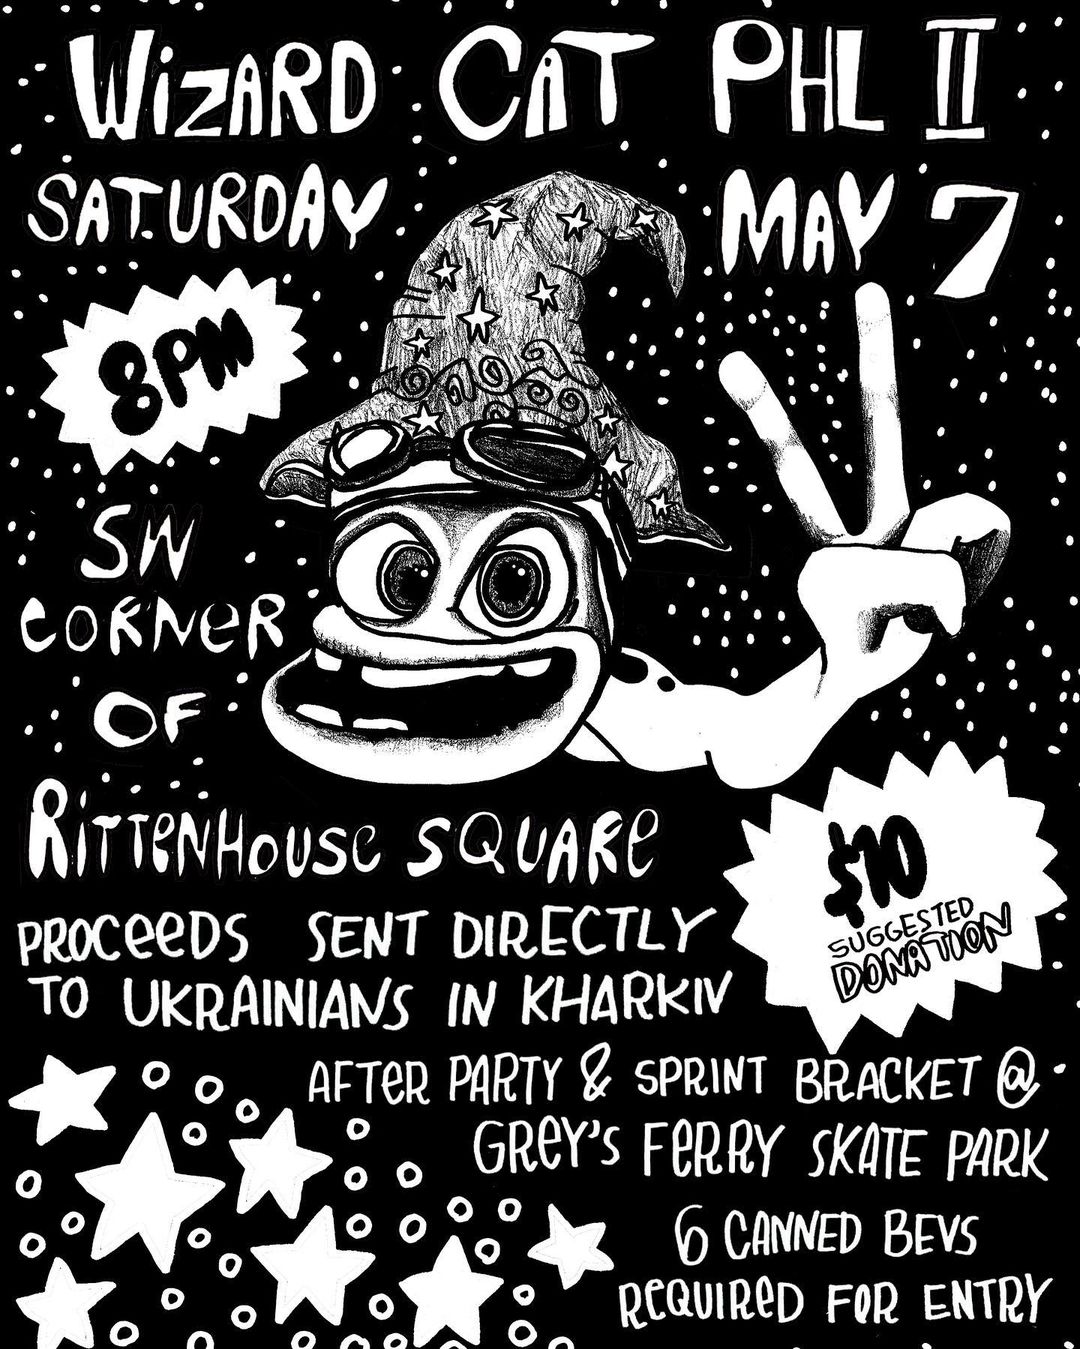 WiZARD CAT PHL II
SATURDAY MAY 7
8PM
SW
CORNeR
OF
RiTTeNHOUSe SQUARe
$10
SUGGESTED
DONATION
PROCeeDS SENT DIRECTLY
TO UKRAINIANS IN KHARKIV
AFTeR PARTY & SPRINT BRACKET @
GReY'S FeRRY SKATE PARK
6 CANNED BEVS
ReQUIReD FOR ENTRY